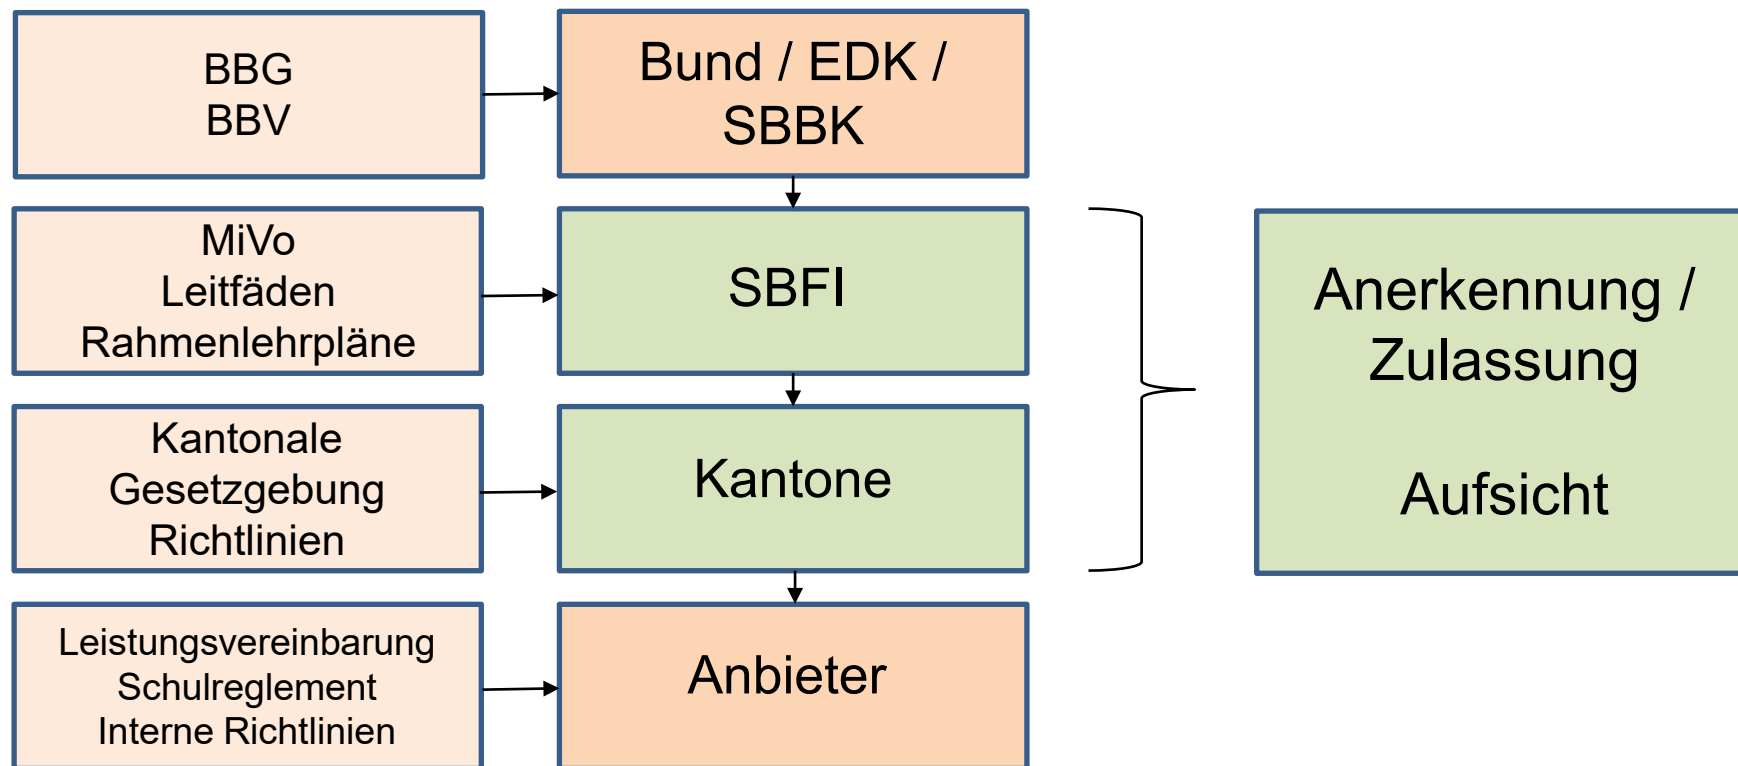 BBG
BBV
Bund / EDK /
SBBK
MiVo
Leitfäden
Rahmenlehrpläne
SBFI
Kantonale
Gesetzgebung
Richtlinien
Kantone
Leistungsvereinbarung
Schulreglement
Interne Richtlinien
Anbieter
Anerkennung /
Zulassung
Aufsicht